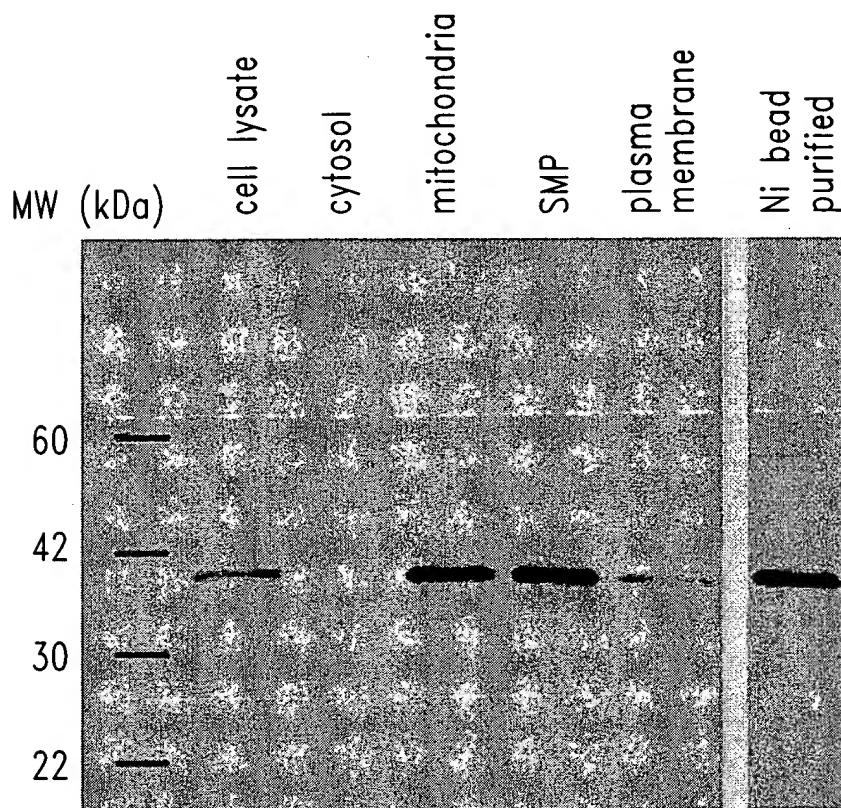 MW (kDa)
cell lysate
cytosol
mitochondria
SMP
plasma
membrane
Ni bead
purified
60
42
30
22